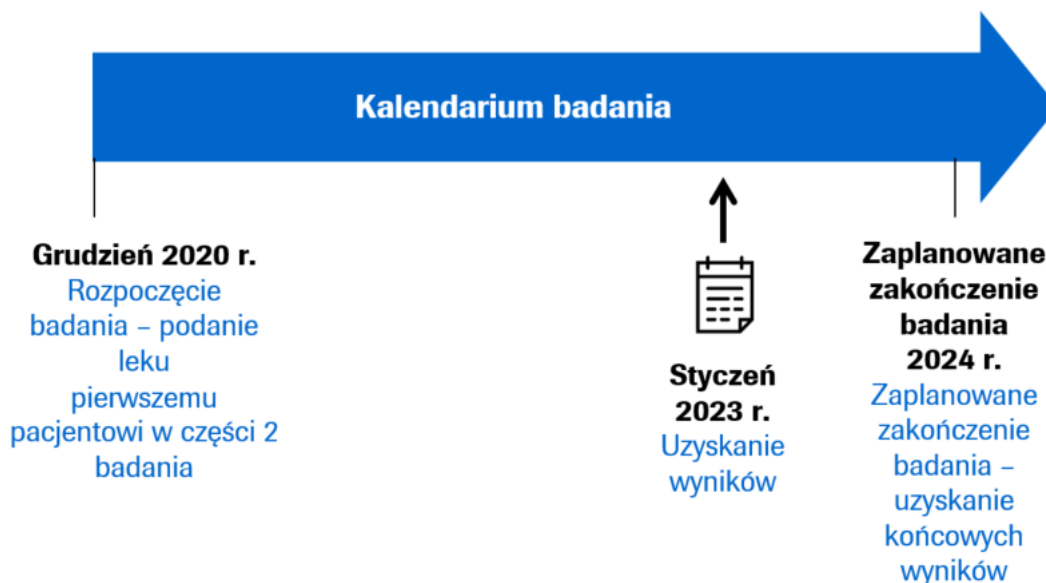 Kalendarium badania
Grudzień 2020 r.
Rozpoczęcie
badania – podanie
leku
pierwszemu
pacjentowi w części 2
badania
Styczeń
2023 r.
Uzyskanie
wyników
Zaplanowane
zakończenie
badania
2024 r.
Zaplanowane
zakończenie
badania –
uzyskanie
końcowych
wyników